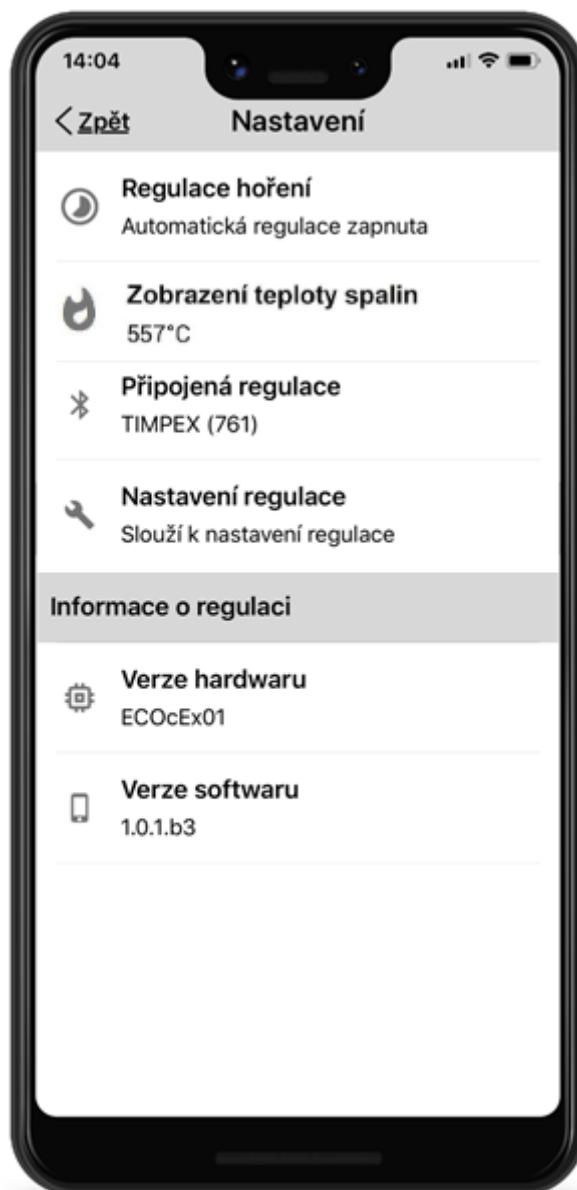 14:04
Zpět
Nastavení
Regulace hoření
Automatická regulace zapnuta
Zobrazení teploty spalin
557°C
Připojená regulace
TIMPEX (761)
Nastavení regulace
Slouží k nastavení regulace
Informace o regulaci
Verze hardwaru
ECOcEx01
Verze softwaru
1.0.1.b3